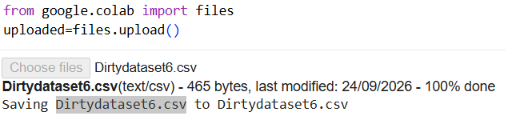 from google.colab import files
uploaded=files.upload()
Choose files Dirtydataset6.csv
Dirtydataset6.csv(text/csv) - 465 bytes, last modified: 24/09/2026 - 100% done
Saving Dirtydataset6.csv to Dirtydataset6.csv